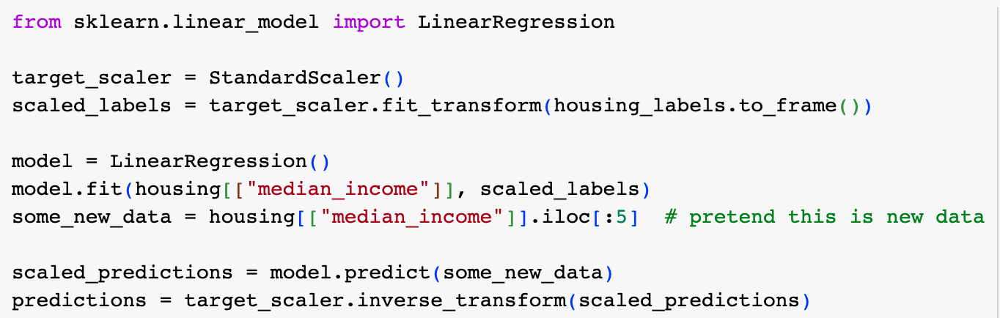 from sklearn.linear_model import LinearRegression
target_scaler = StandardScaler()
scaled_labels = target_scaler.fit_transform(housing_labels.to_frame())
model = LinearRegression()
model.fit(housing[["median_income"]], scaled_labels)
some_new_data = housing[["median_income"]].iloc[:5]  # pretend this is new data
scaled_predictions = model.predict(some_new_data)
predictions = target_scaler.inverse_transform(scaled_predictions)